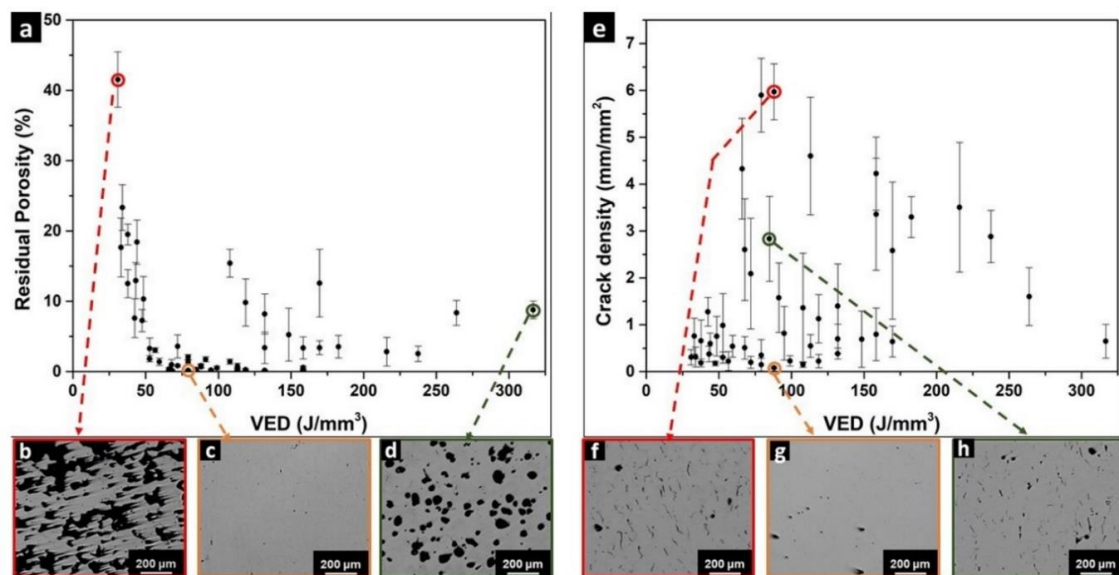 a
50
40
30
20
10
0
Residual Porosity (%)
0 50 100 150 200 250 300
VED (J/mm³)
e
7
6
5
4
3
2
1
0
Crack density (mm/mm²)
0 50 100 150 200 250 300
VED (J/mm³)
b
200 µm
c
200 µm
d
200 µm
f
200 µm
g
200 µm
h
200 µm